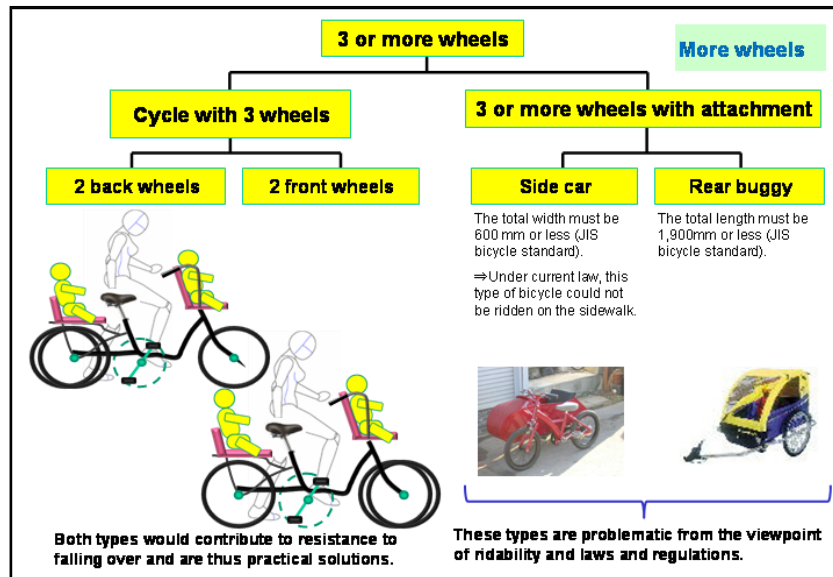 3 or more wheels
More wheels
Cycle with 3 wheels
3 or more wheels with attachment
2 back wheels
2 front wheels
Side car
Rear buggy
The total width must be
600 mm or less (JIS
bicycle standard).
⇒Under current law, this
type of bicycle could not
be ridden on the sidewalk.
The total length must be
1,900mm or less (JIS
bicycle standard).
Both types would contribute to resistance to
falling over and are thus practical solutions.
These types are problematic from the viewpoint
of ridability and laws and regulations.